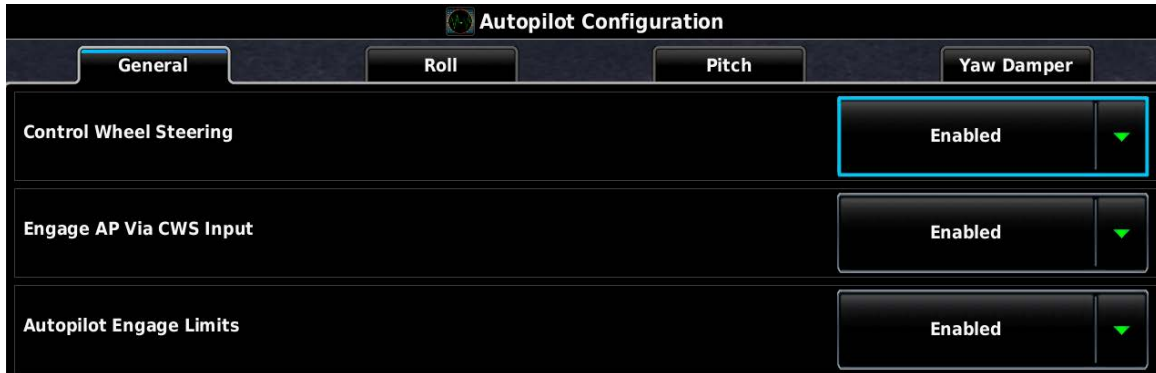 Autopilot Configuration
General Roll Pitch Yaw Damper
Control Wheel Steering Enabled
Engage AP Via CWS Input Enabled
Autopilot Engage Limits Enabled